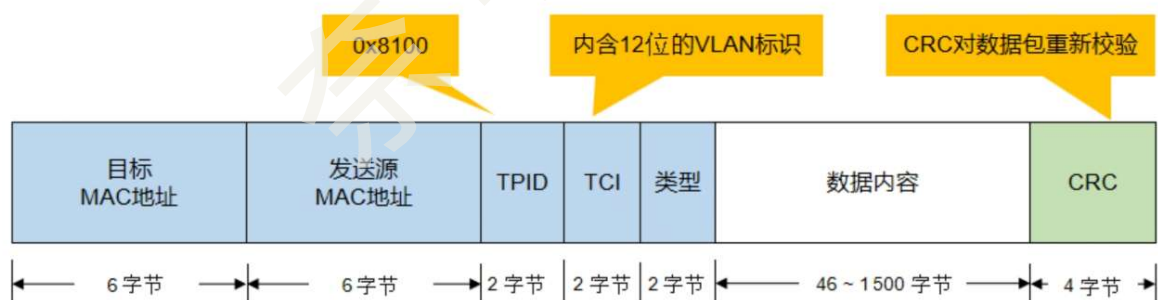 0x8100
内含12位的VLAN标识
CRC对数据包重新校验
目标
MAC地址
发送源
MAC地址
TPID
TCI
类型
数据内容
CRC
6 字节
6 字节
2 字节
2 字节
2 字节
46 ~ 1500 字节
4 字节